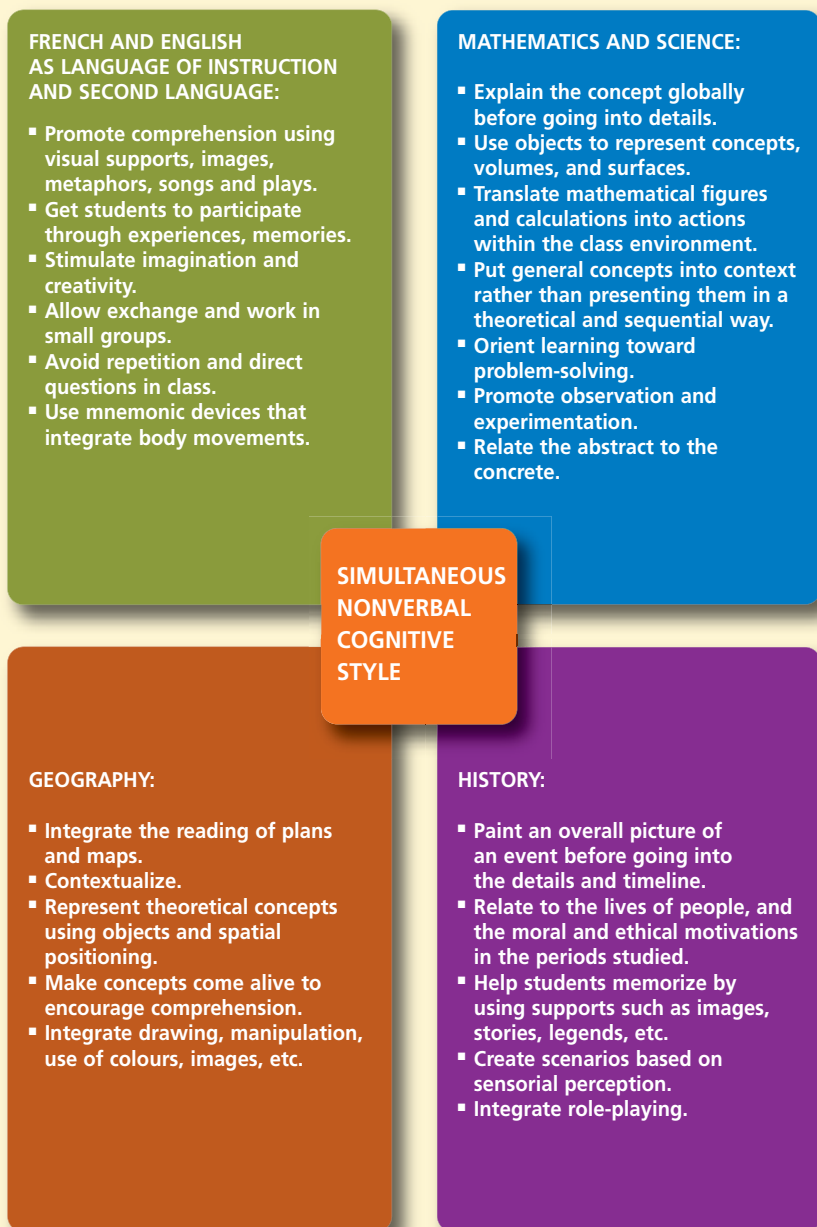 FRENCH AND ENGLISH
AS LANGUAGE OF INSTRUCTION
AND SECOND LANGUAGE:
▪ Promote comprehension using
visual supports, images,
metaphors, songs and plays.
▪ Get students to participate
through experiences, memories.
▪ Stimulate imagination and
creativity.
▪ Allow exchange and work in
small groups.
▪ Avoid repetition and direct
questions in class.
▪ Use mnemonic devices that
integrate body movements.
MATHEMATICS AND SCIENCE:
▪ Explain the concept globally
before going into details.
▪ Use objects to represent concepts,
volumes, and surfaces.
▪ Translate mathematical figures
and calculations into actions
within the class environment.
▪ Put general concepts into context
rather than presenting them in a
theoretical and sequential way.
▪ Orient learning toward
problem-solving.
▪ Promote observation and
experimentation.
▪ Relate the abstract to the
concrete.
SIMULTANEOUS
NONVERBAL
COGNITIVE
STYLE
GEOGRAPHY:
▪ Integrate the reading of plans
and maps.
▪ Contextualize.
▪ Represent theoretical concepts
using objects and spatial
positioning.
▪ Make concepts come alive to
encourage comprehension.
▪ Integrate drawing, manipulation,
use of colours, images, etc.
HISTORY:
▪ Paint an overall picture of
an event before going into
the details and timeline.
▪ Relate to the lives of people, and
the moral and ethical motivations
in the periods studied.
▪ Help students memorize by
using supports such as images,
stories, legends, etc.
▪ Create scenarios based on
sensorial perception.
▪ Integrate role-playing.